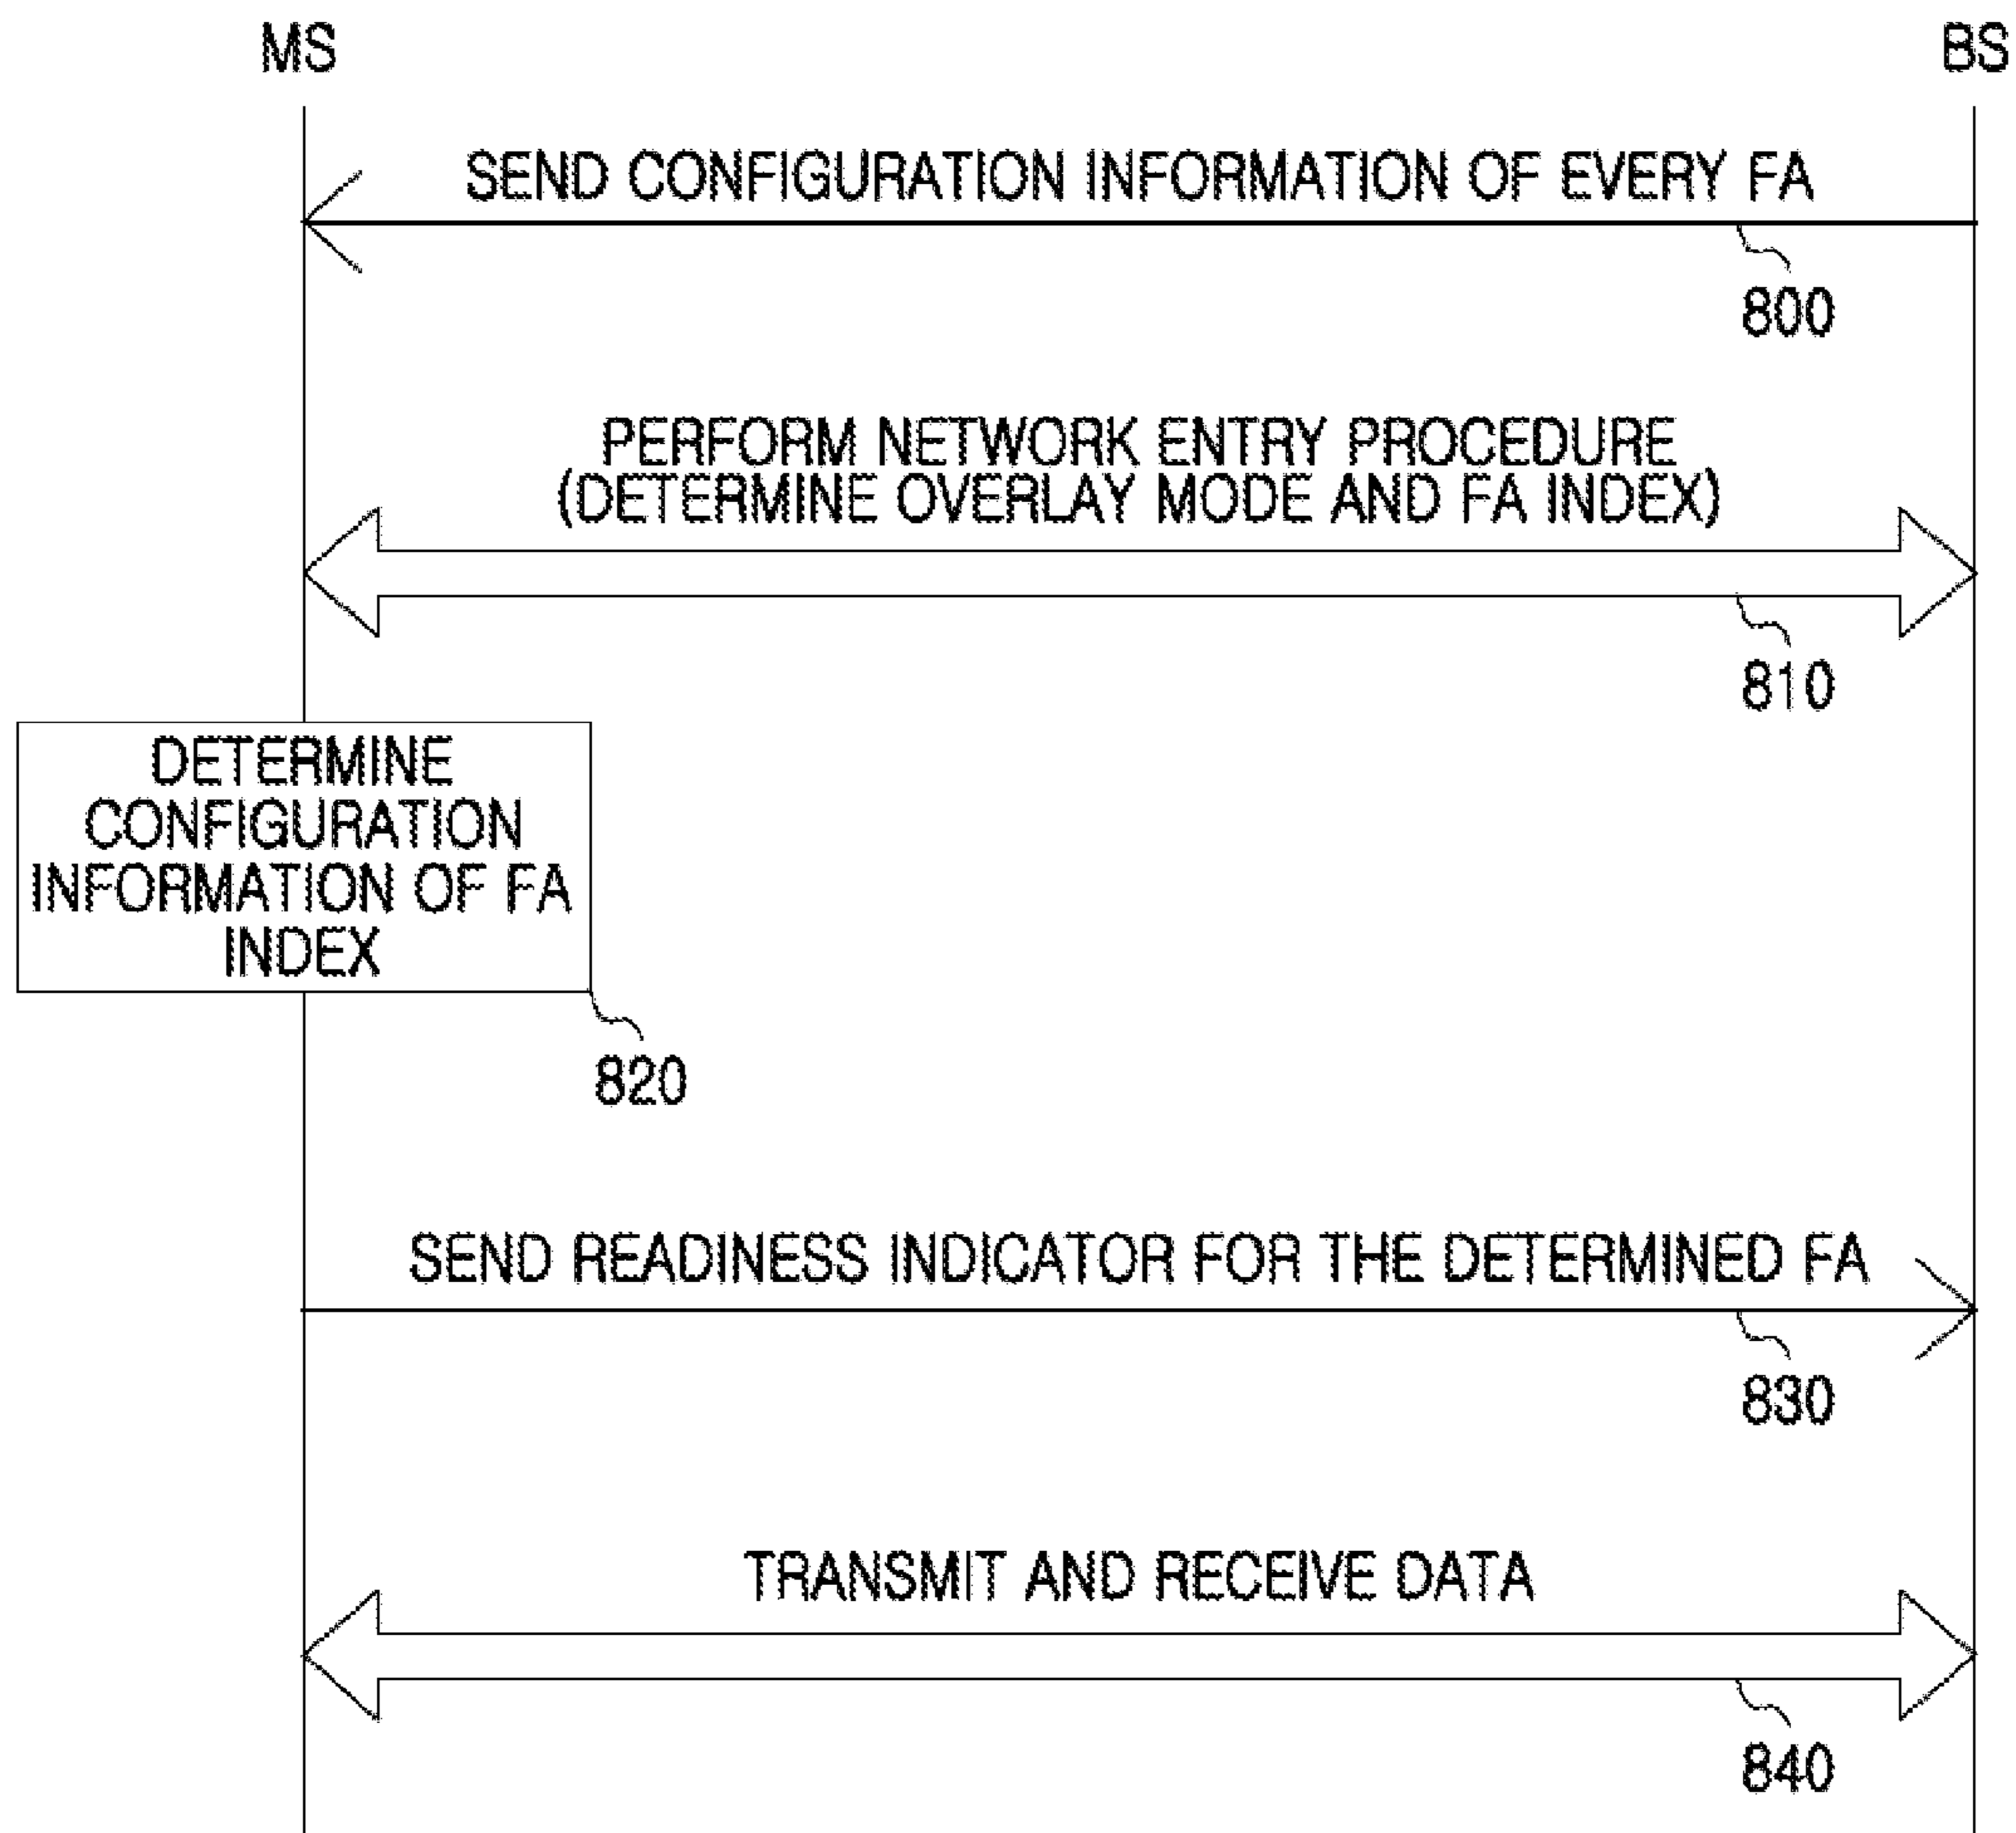 MS
BS
SEND CONFIGURATION INFORMATION OF EVERY FA
800
PERFORM NETWORK ENTRY PROCEDURE
(DETERMINE OVERLAY MODE AND FA INDEX)
810
DETERMINE
CONFIGURATION
INFORMATION OF FA
INDEX
820
SEND READINESS INDICATOR FOR THE DETERMINED FA
830
TRANSMIT AND RECEIVE DATA
840